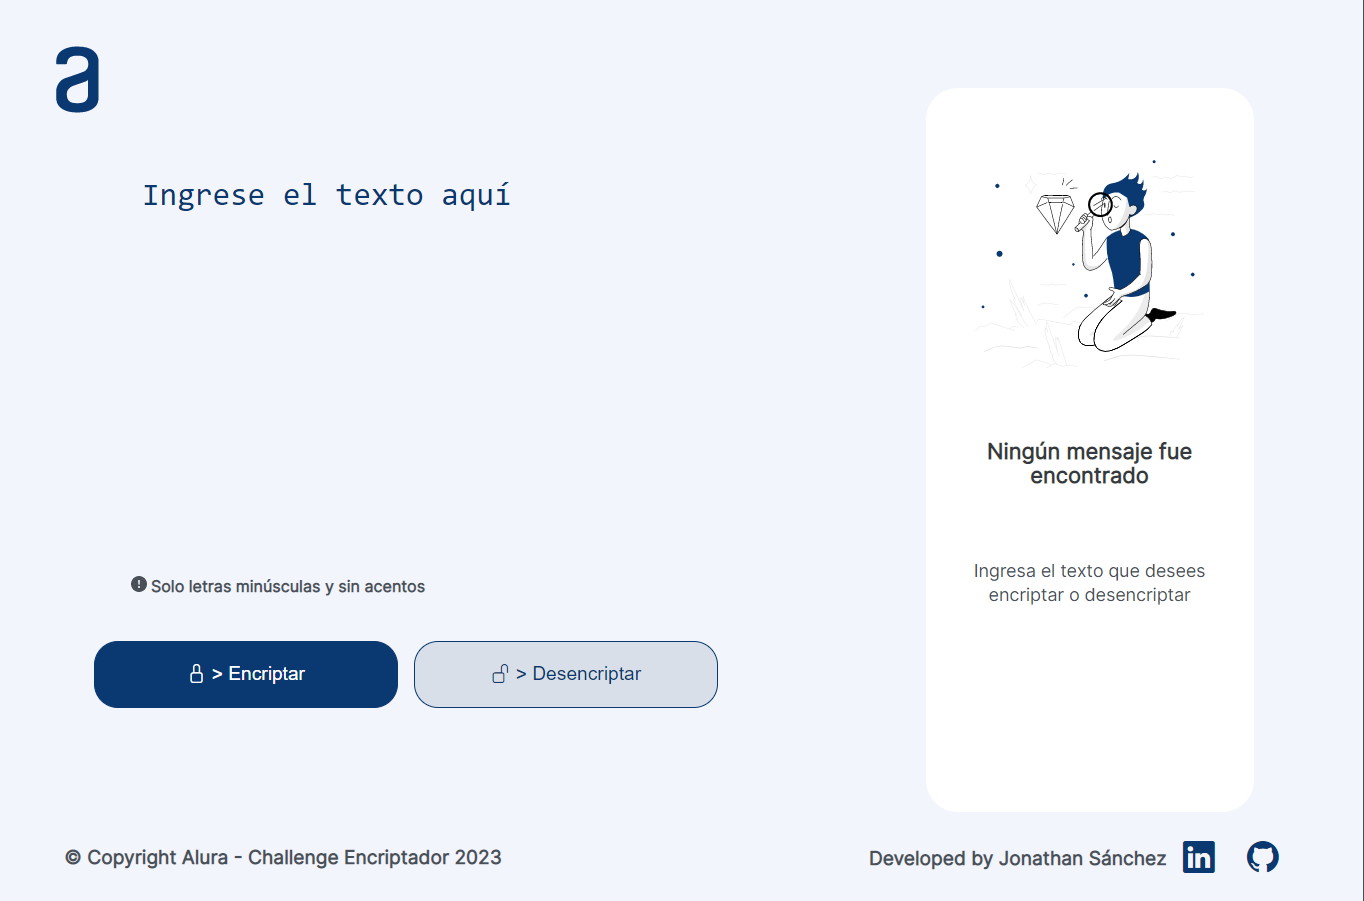 a
Ingrese el texto aquí
Ningún mensaje fue
encontrado
Ingresa el texto que desees
encriptar o desencriptar
Solo letras minúsculas y sin acentos
> Encriptar
> Desencriptar
© Copyright Alura - Challenge Encriptador 2023
Developed by Jonathan Sánchez
in